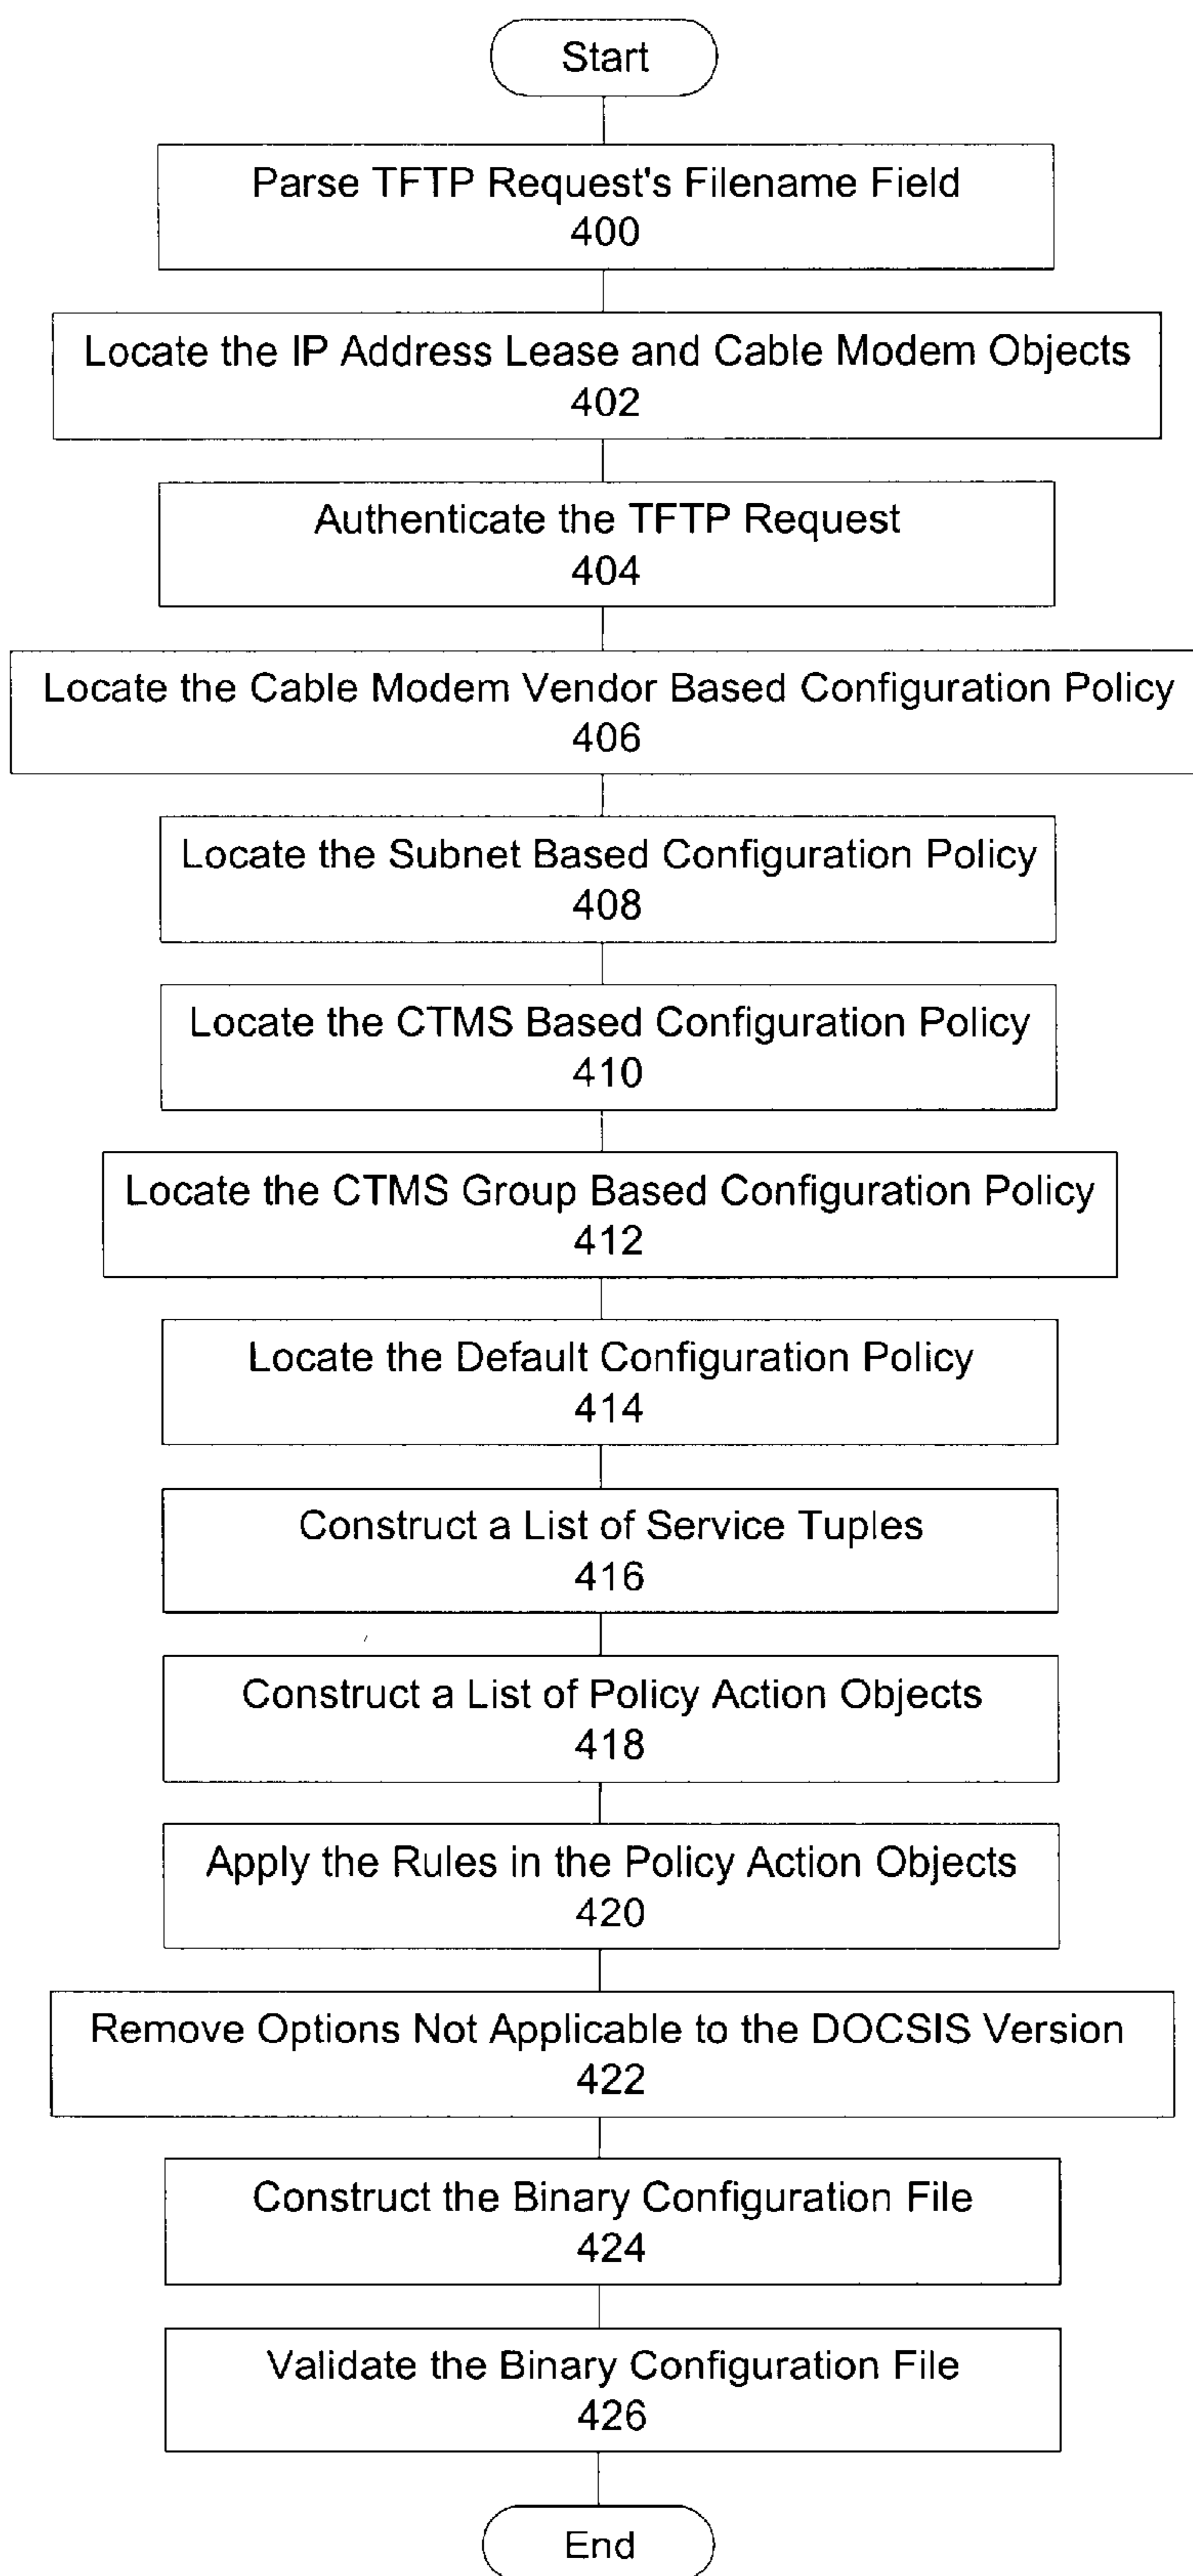 Start
Parse TFTP Request's Filename Field
400
Locate the IP Address Lease and Cable Modem Objects
402
Authenticate the TFTP Request
404
Locate the Cable Modem Vendor Based Configuration Policy
406
Locate the Subnet Based Configuration Policy
408
Locate the CTMS Based Configuration Policy
410
Locate the CTMS Group Based Configuration Policy
412
Locate the Default Configuration Policy
414
Construct a List of Service Tuples
416
Construct a List of Policy Action Objects
418
Apply the Rules in the Policy Action Objects
420
Remove Options Not Applicable to the DOCSIS Version
422
Construct the Binary Configuration File
424
Validate the Binary Configuration File
426
End